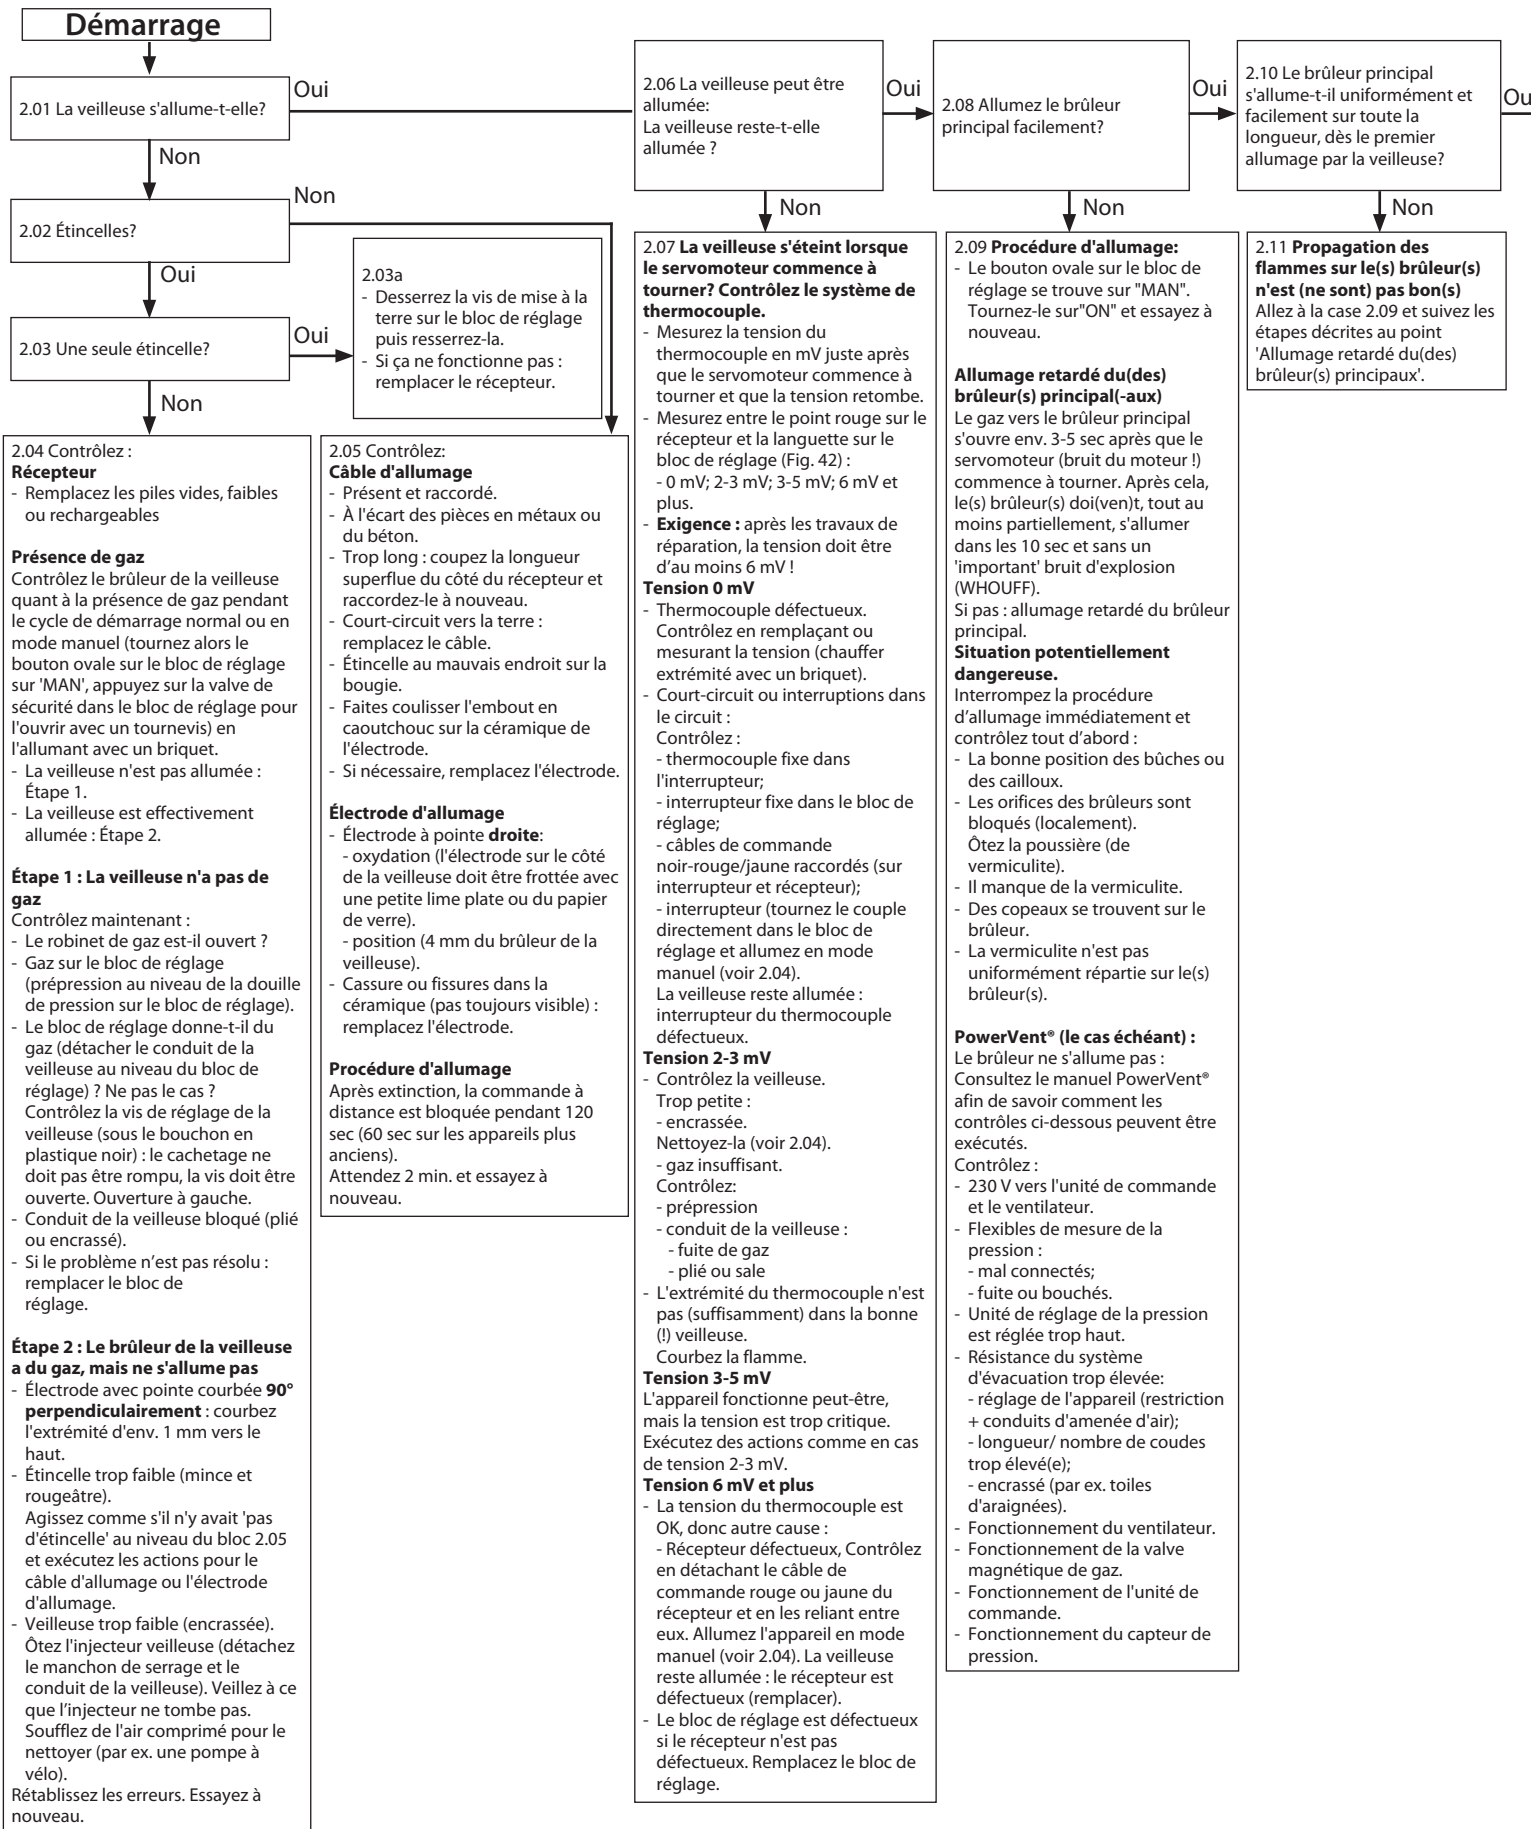 Démarrage
2.01 La veilleuse s'allume-t-elle?
Oui
Non
2.02 Étincelles?
Non
Oui
2.03 Une seule étincelle?
Oui
Non
2.03a
- Desserrez la vis de mise à la
terre sur le bloc de réglage
puis resserrez-la.
- Si ça ne fonctionne pas :
remplacer le récepteur.
2.04 Contrôlez :
Récepteur
- Remplacez les piles vides, faibles
ou rechargeables
Présence de gaz
Contrôlez le brûleur de la veilleuse
quant à la présence de gaz pendant
le cycle de démarrage normal ou en
mode manuel (tournez alors le
bouton ovale sur le bloc de réglage
sur 'MAN', appuyez sur la valve de
sécurité dans le bloc de réglage pour
l'ouvrir avec un tournevis) en
l'allumant avec un briquet.
- La veilleuse n'est pas allumée :
Étape 1.
- La veilleuse est effectivement
allumée : Étape 2.
Étape 1 : La veilleuse n'a pas de
gaz
Contrôlez maintenant :
- Le robinet de gaz est-il ouvert ?
- Gaz sur le bloc de réglage
(prépression au niveau de la douille
de pression sur le bloc de réglage).
- Le bloc de réglage donne-t-il du
gaz (détacher le conduit de la
veilleuse au niveau du bloc de
réglage) ? Ne pas le cas ?
Contrôlez la vis de réglage de la
veilleuse (sous le bouchon en
plastique noir) : le cachetage ne
doit pas être rompu, la vis doit être
ouverte. Ouverture à gauche.
- Conduit de la veilleuse bloqué (plié
ou encrassé).
- Si le problème n'est pas résolu :
remplacer le bloc de
réglage.
Étape 2 : Le brûleur de la veilleuse
a du gaz, mais ne s'allume pas
- Électrode avec pointe courbée 90°
perpendiculairement : courbez
l'extrémité d'env. 1 mm vers le
haut.
- Étincelle trop faible (mince et
rougeâtre).
Agissez comme s'il n'y avait 'pas
d'étincelle' au niveau du bloc 2.05
et exécutez les actions pour le
câble d'allumage ou l'électrode
d'allumage.
- Veilleuse trop faible (encrassée).
Ôtez l'injecteur veilleuse (détachez
le manchon de serrage et le
conduit de la veilleuse). Veillez à ce
que l'injecteur ne tombe pas.
Soufflez de l'air comprimé pour le
nettoyer (par ex. une pompe à
vélo).
Rétablissez les erreurs. Essayez à
nouveau.
2.05 Contrôlez:
Câble d'allumage
- Présent et raccordé.
- À l'écart des pièces en métaux ou
du béton.
- Trop long : coupez la longueur
superflue du côté du récepteur et
raccordez-le à nouveau.
- Court-circuit vers la terre :
remplacez le câble.
- Étincelle au mauvais endroit sur la
bougie.
- Faites coulisser l'embout en
caoutchouc sur la céramique de
l'électrode.
- Si nécessaire, remplacez l'électrode.
Électrode d'allumage
- Électrode à pointe droite:
- oxydation (l'électrode sur le côté
de la veilleuse doit être frottée avec
une petite lime plate ou du papier
de verre).
- position (4 mm du brûleur de la
veilleuse).
- Cassure ou fissures dans la
céramique (pas toujours visible) :
remplacez l'électrode.
Procédure d'allumage
Après extinction, la commande à
distance est bloquée pendant 120
sec (60 sec sur les appareils plus
anciens).
Attendez 2 min. et essayez à
nouveau.
2.06 La veilleuse peut être
allumée:
La veilleuse reste-t-elle
allumée ?
Oui
Non
2.07 La veilleuse s'éteint lorsque
le servomoteur commence à
tourner? Contrôlez le système de
thermocouple.
- Mesurez la tension du
thermocouple en mV juste après
que le servomoteur commence à
tourner et que la tension retombe.
- Mesurez entre le point rouge sur le
récepteur et la languette sur le
bloc de réglage (Fig. 42) :
- 0 mV; 2-3 mV; 3-5 mV; 6 mV et
plus.
- Exigence : après les travaux de
réparation, la tension doit être
d'au moins 6 mV !
Tension 0 mV
- Thermocouple défectueux.
Contrôlez en remplaçant ou
mesurant la tension (chauffer
extrémité avec un briquet).
- Court-circuit ou interruptions dans
le circuit :
Contrôlez :
- thermocouple fixe dans
l'interrupteur;
- interrupteur fixe dans le bloc de
réglage;
- câbles de commande
noir-rouge/jaune raccordés (sur
interrupteur et récepteur);
- interrupteur (tournez le couple
directement dans le bloc de
réglage et allumez en mode
manuel (voir 2.04).
La veilleuse reste allumée :
interrupteur du thermocouple
défectueux.
Tension 2-3 mV
- Contrôlez la veilleuse.
Trop petite :
- encrassée.
Nettoyez-la (voir 2.04).
- gaz insuffisant.
Contrôlez:
- prépression
- conduit de la veilleuse :
- fuite de gaz
- plié ou sale
- L'extrémité du thermocouple n'est
pas (suffisamment) dans la bonne
(!) veilleuse.
Courbez la flamme.
Tension 3-5 mV
L'appareil fonctionne peut-être,
mais la tension est trop critique.
Exécutez des actions comme en cas
de tension 2-3 mV.
Tension 6 mV et plus
- La tension du thermocouple est
OK, donc autre cause :
- Récepteur défectueux, Contrôlez
en détachant le câble de
commande rouge ou jaune du
récepteur et en les reliant entre
eux. Allumez l'appareil en mode
manuel (voir 2.04). La veilleuse
reste allumée : le récepteur est
défectueux (remplacer).
- Le bloc de réglage est défectueux
si le récepteur n'est pas
défectueux. Remplacez le bloc de
réglage.
2.08 Allumez le brûleur
principal facilement?
Oui
Non
2.09 Procédure d'allumage:
- Le bouton ovale sur le bloc de
réglage se trouve sur "MAN".
Tournez-le sur"ON" et essayez à
nouveau.
Allumage retardé du(des)
brûleur(s) principal(-aux)
Le gaz vers le brûleur principal
s'ouvre env. 3-5 sec après que le
servomoteur (bruit du moteur !)
commence à tourner. Après cela,
le(s) brûleur(s) doi(ven)t, tout au
moins partiellement, s'allumer
dans les 10 sec et sans un
'important' bruit d'explosion
(WHOUFF).
Si pas : allumage retardé du brûleur
principal.
Situation potentiellement
dangereuse.
Interrompez la procédure
d'allumage immédiatement et
contrôlez tout d'abord :
- La bonne position des bûches ou
des cailloux.
- Les orifices des brûleurs sont
bloqués (localement).
Ôtez la poussière (de
vermiculite).
- Il manque de la vermiculite.
- Des copeaux se trouvent sur le
brûleur.
- La vermiculite n'est pas
uniformément répartie sur le(s)
brûleur(s).
PowerVent® (le cas échéant) :
Le brûleur ne s'allume pas :
Consultez le manuel PowerVent®
afin de savoir comment les
contrôles ci-dessous peuvent être
exécutés.
Contrôlez :
- 230 V vers l'unité de commande
et le ventilateur.
- Flexibles de mesure de la
pression :
- mal connectés;
- fuite ou bouchés.
- Unité de réglage de la pression
est réglée trop haut.
- Résistance du système
d'évacuation trop élevée:
- réglage de l'appareil (restriction
+ conduits d'amenée d'air);
- longueur/ nombre de coudes
trop élevé(e);
- encrassé (par ex. toiles
d'araignées).
- Fonctionnement du ventilateur.
- Fonctionnement de la valve
magnétique de gaz.
- Fonctionnement de l'unité de
commande.
- Fonctionnement du capteur de
pression.
2.10 Le brûleur principal
s'allume-t-il uniformément et
facilement sur toute la
longueur, dès le premier
allumage par la veilleuse?
Ou
Non
2.11 Propagation des
flammes sur le(s) brûleur(s)
n'est (ne sont) pas bon(s)
Allez à la case 2.09 et suivez les
étapes décrites au point
'Allumage retardé du(des)
brûleur(s) principaux'.